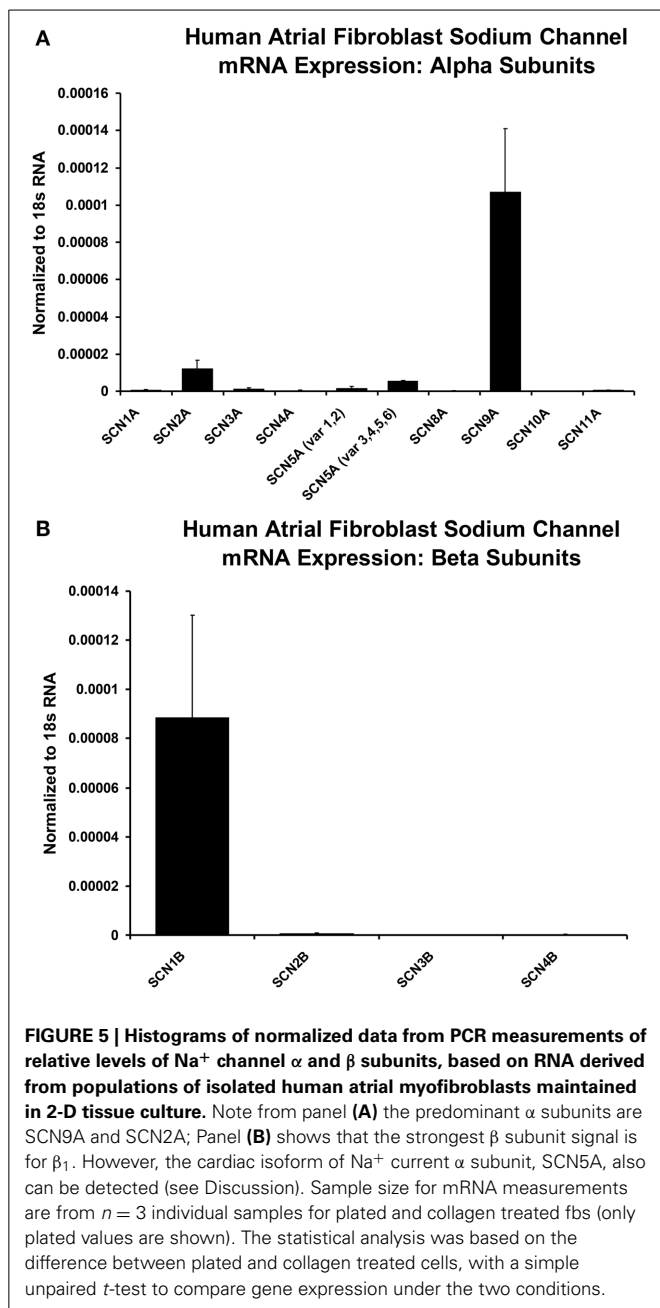 A
Human Atrial Fibroblast Sodium Channel
mRNA Expression: Alpha Subunits
Normalized to 18s RNA
0.00016
0.00014
0.00012
0.0001
0.00008
0.00006
0.00004
0.00002
0
SCN1A
SCN2A
SCN3A
SCN4A
SCN5A (var 1,2)
SCN5A (var 3,4,5,6)
SCN8A
SCN9A
SCN10A
SCN11A
B
Human Atrial Fibroblast Sodium Channel
mRNA Expression: Beta Subunits
Normalized to 18s RNA
0.00014
0.00012
0.0001
0.00008
0.00006
0.00004
0.00002
0
SCN1B
SCN2B
SCN3B
SCN4B
FIGURE 5 | Histograms of normalized data from PCR measurements of
relative levels of Na⁺ channel α and β subunits, based on RNA derived
from populations of isolated human atrial myofibroblasts maintained
in 2-D tissue culture. Note from panel (A) the predominant α subunits are
SCN9A and SCN2A; Panel (B) shows that the strongest β subunit signal is
for β₁. However, the cardiac isoform of Na⁺ current α subunit, SCN5A, also
can be detected (see Discussion). Sample size for mRNA measurements
are from n = 3 individual samples for plated and collagen treated fbs (only
plated values are shown). The statistical analysis was based on the
difference between plated and collagen treated cells, with a simple
unpaired t-test to compare gene expression under the two conditions.